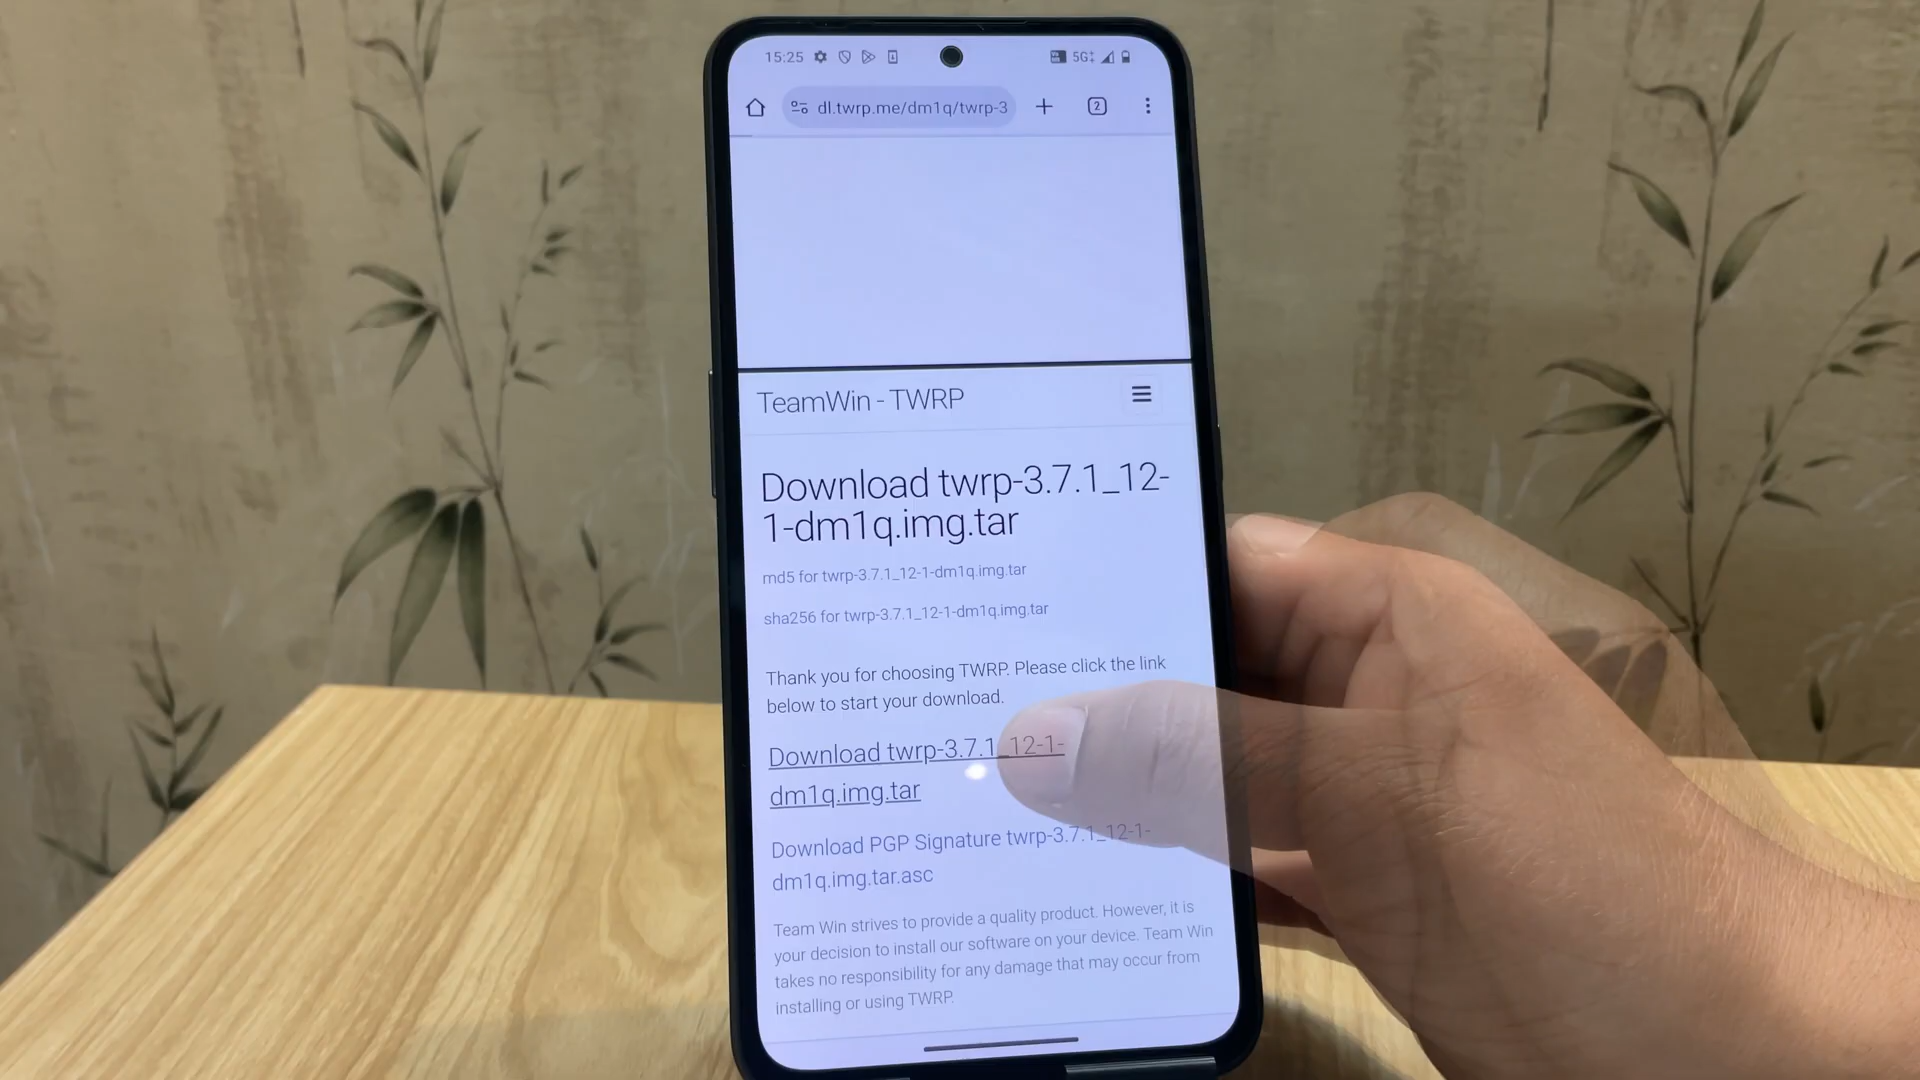 15:25 5G
dl.twrp.me/dm1q/twrp-3
2
TeamWin - TWRP
Download twrp-3.7.1_12-
1-dm1q.img.tar
md5 for twrp-3.7.1_12-1-dm1q.img.tar
sha256 for twrp-3.7.1_12-1-dm1q.img.tar
Thank you for choosing TWRP. Please click the link
below to start your download.
Download twrp-3.7.1_12-1-
dm1q.img.tar
Download PGP Signature twrp-3.7.1_12-1-
dm1q.img.tar.asc
Team Win strives to provide a quality product. However, it is
your decision to install our software on your device. Team Win
takes no responsibility for any damage that may occur from
installing or using TWRP.